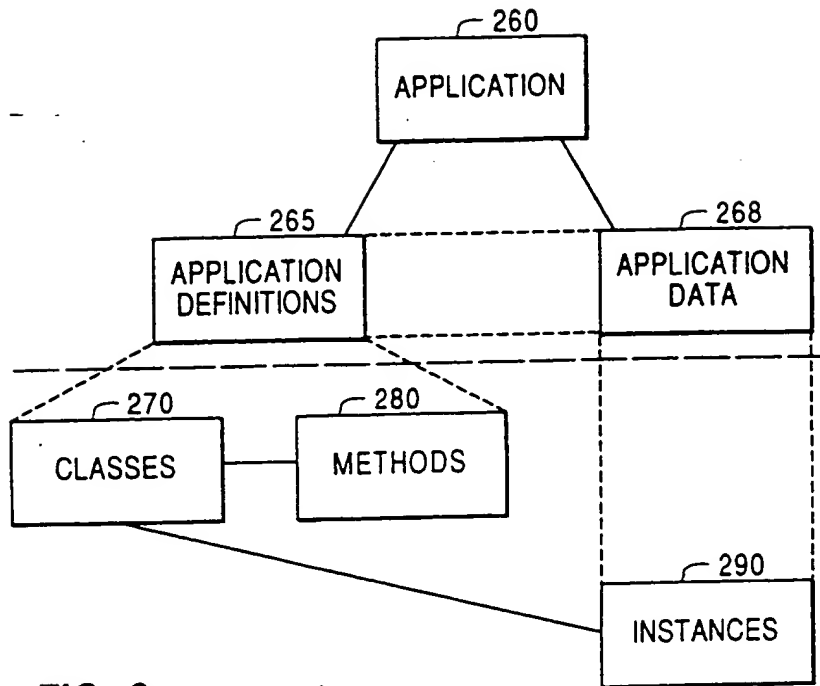 260
APPLICATION
265
APPLICATION
DEFINITIONS
268
APPLICATION
DATA
270
CLASSES
280
METHODS
290
INSTANCES